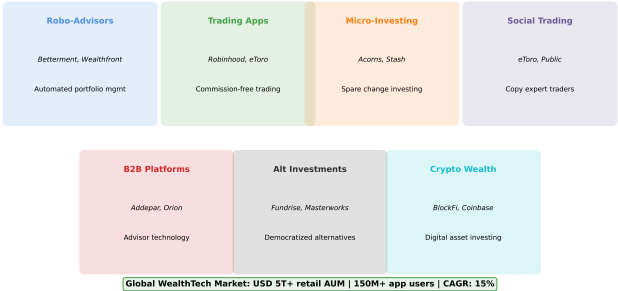 Robo-Advisors
Betterment, Wealthfront
Automated portfolio mgmt
Trading Apps
Robinhood, eToro
Commission-free trading
Micro-Investing
Acorns, Stash
Spare change investing
Social Trading
eToro, Public
Copy expert traders
B2B Platforms
Addepar, Orion
Advisor technology
Alt Investments
Fundrise, Masterworks
Democratized alternatives
Crypto Wealth
BlockFi, Coinbase
Digital asset investing
Global WealthTech Market: USD 5T+ retail AUM | 150M+ app users | CAGR: 15%